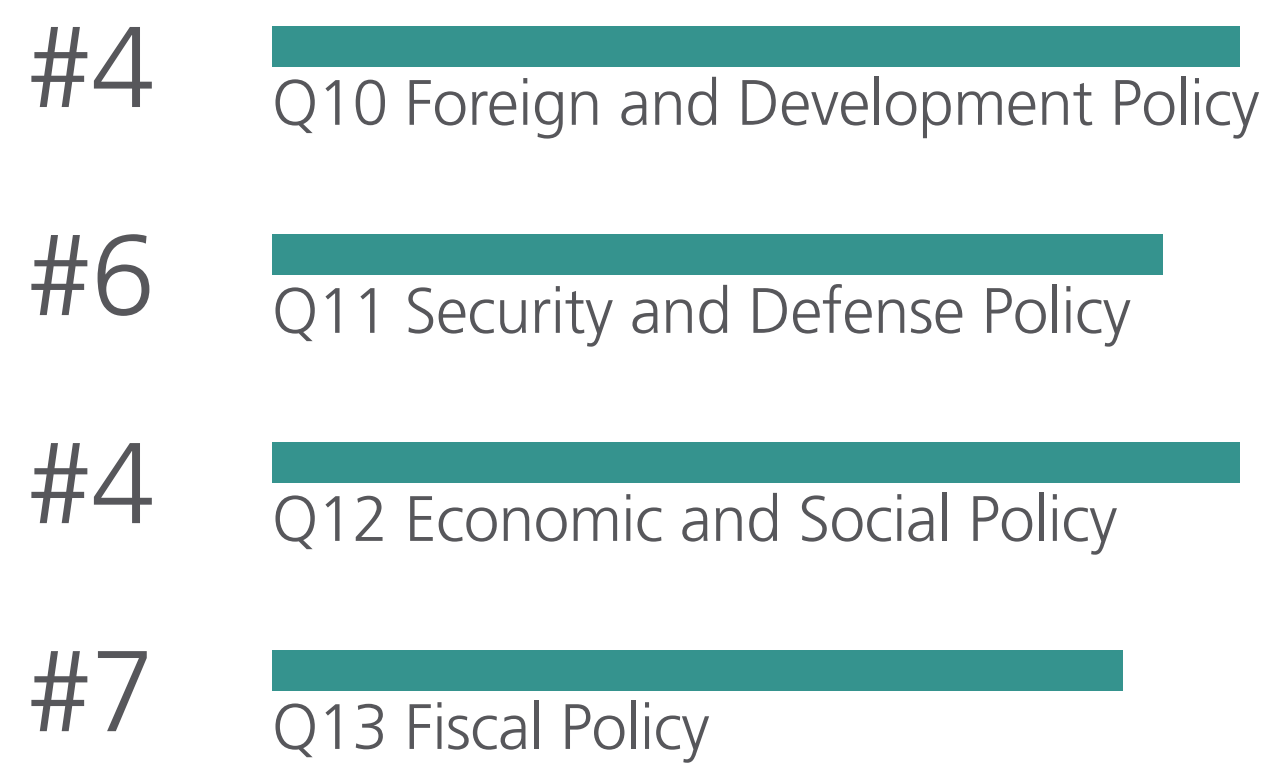 #4
Q10 Foreign and Development Policy
#6
Q11 Security and Defense Policy
#4
Q12 Economic and Social Policy
#7
Q13 Fiscal Policy